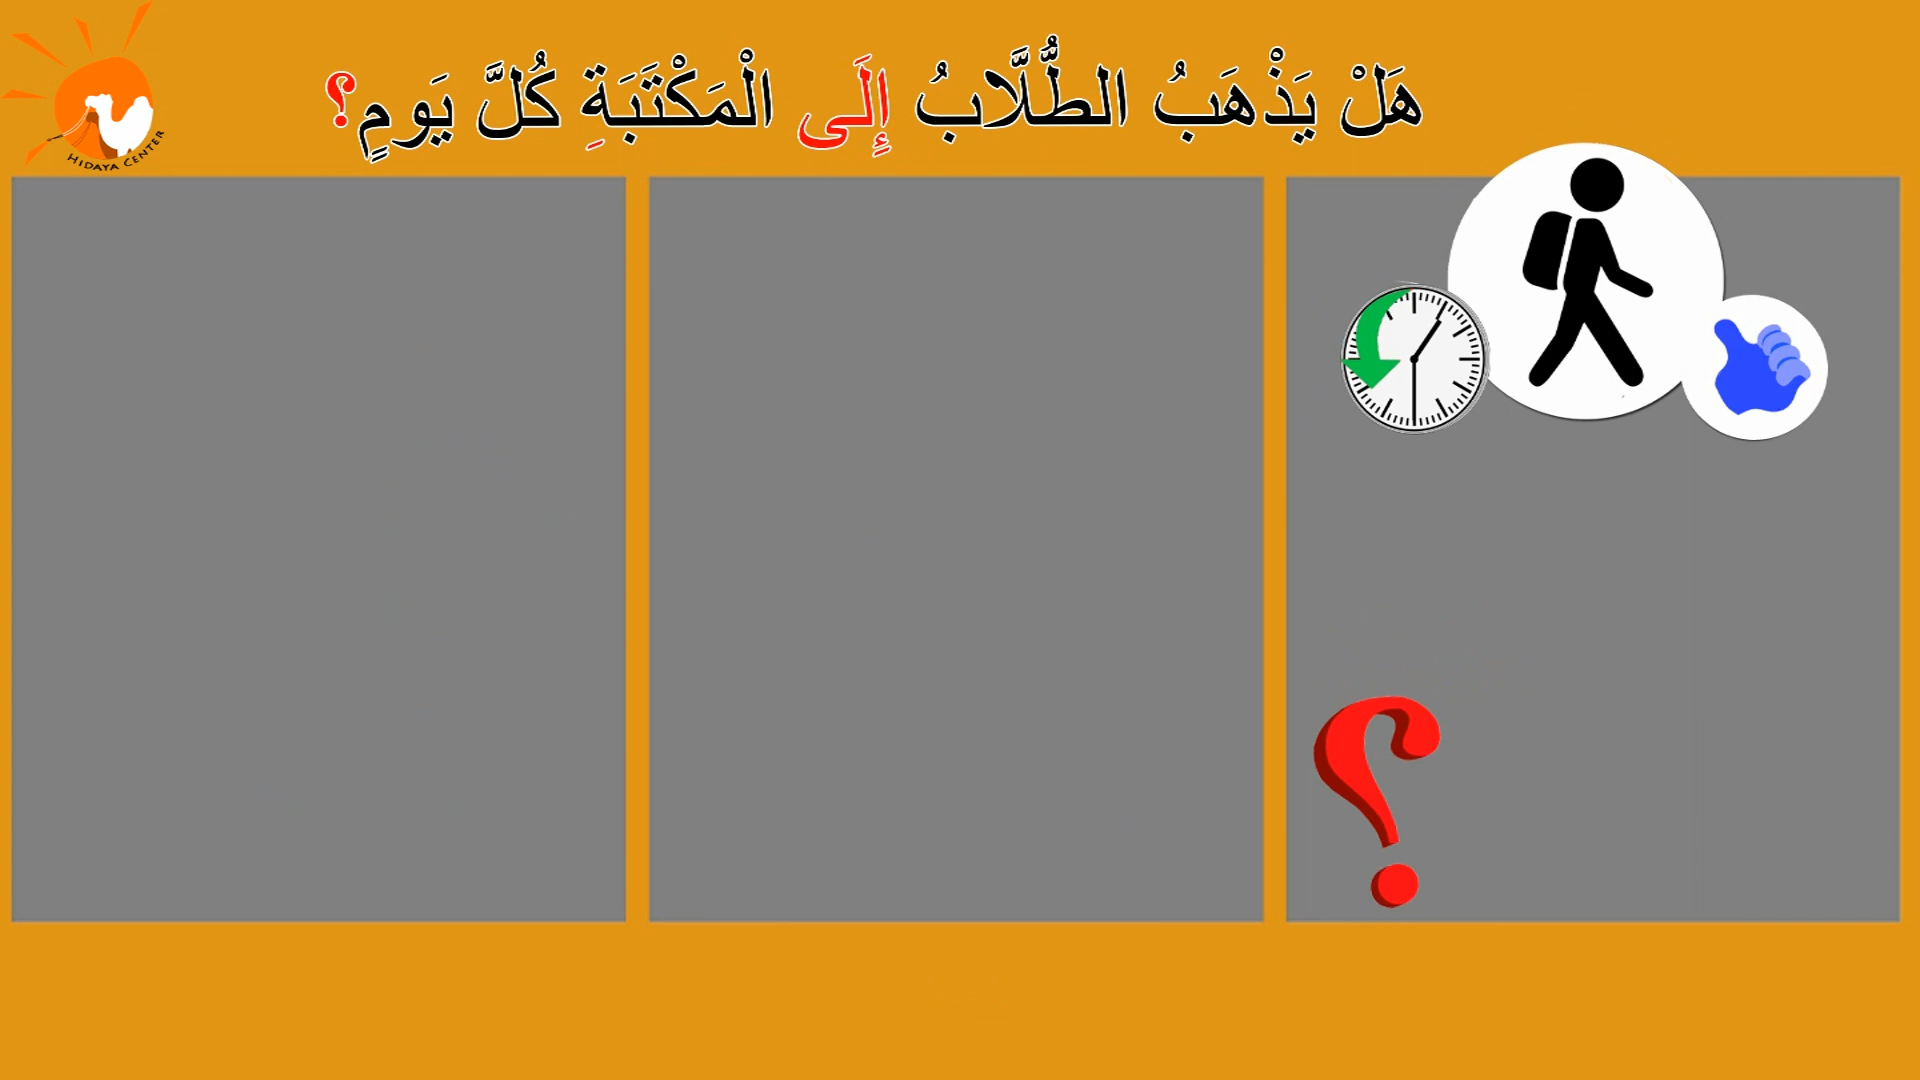 هَلْ يَذْهَبُ الطُّلَّابُ إِلَى الْمَكْتَبَةِ كُلَّ يَومٍ؟
HIDAYA CENTER
؟